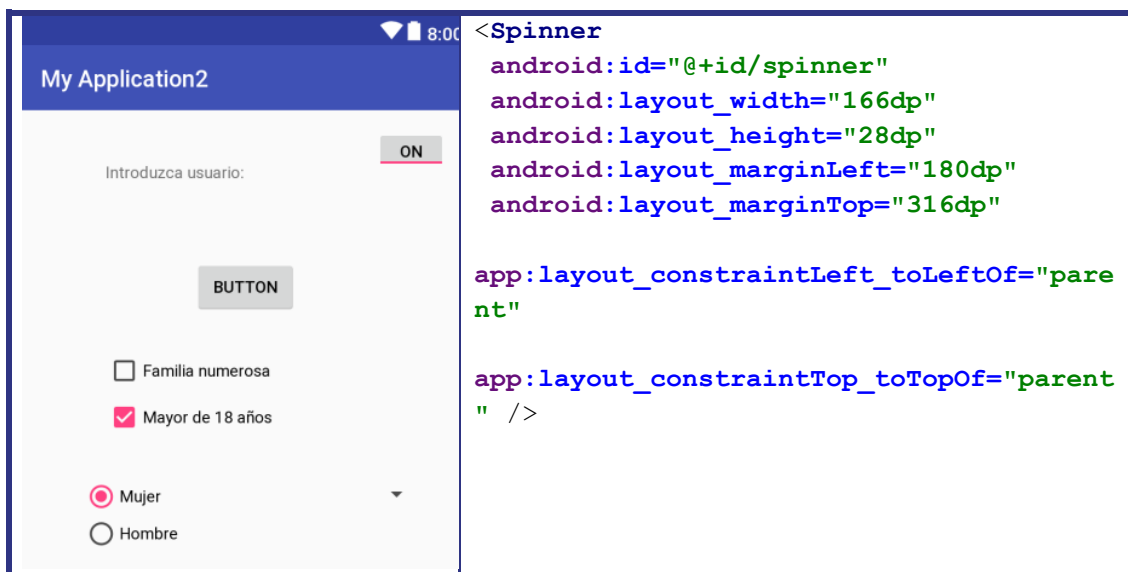 8:00
My Application2
ON
Introduzca usuario:
BUTTON
Familia numerosa
Mayor de 18 años
Mujer
Hombre
<Spinner
android:id="@+id/spinner"
android:layout_width="166dp"
android:layout_height="28dp"
android:layout_marginLeft="180dp"
android:layout_marginTop="316dp"
app:layout_constraintLeft_toLeftOf="pare
nt"
app:layout_constraintTop_toTopOf="parent
" />